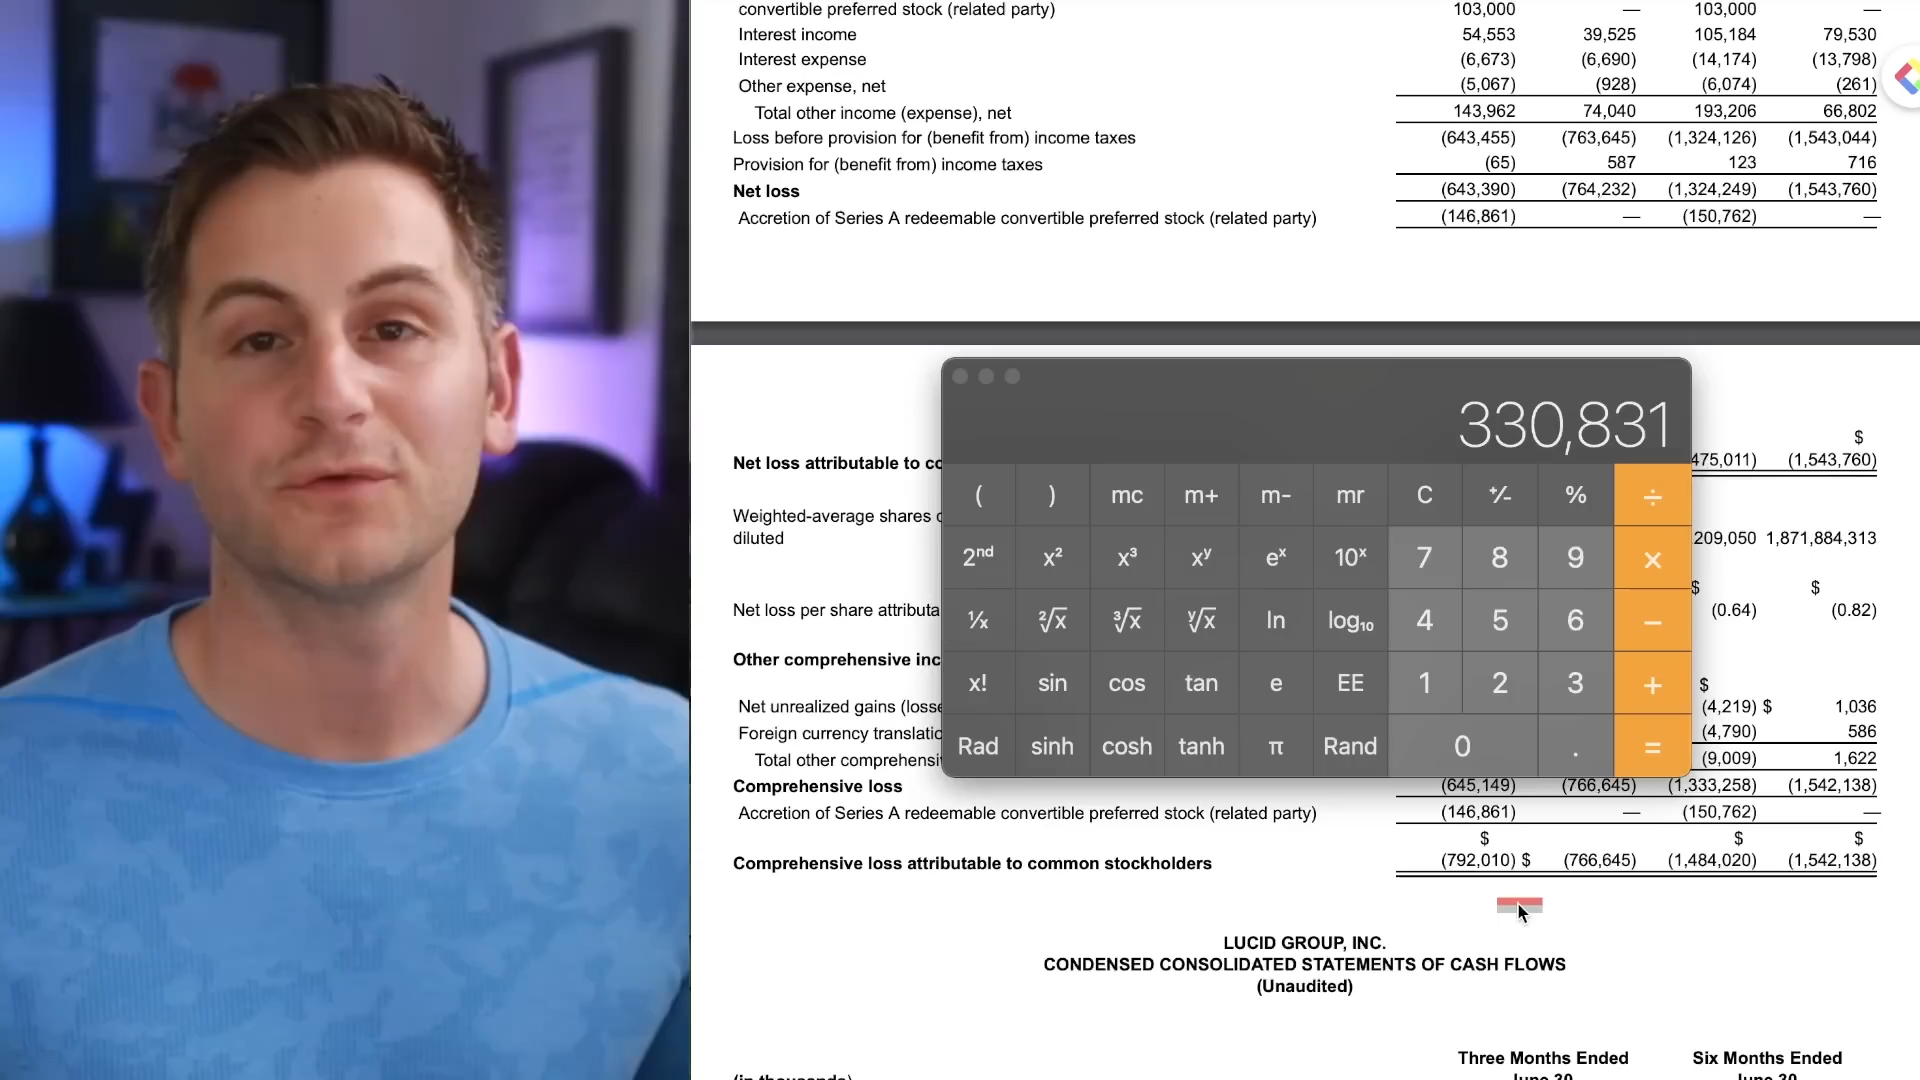 convertible preferred stock (related party) 103,000 — 103,000 —
Interest income 54,553 39,525 105,184 79,530
Interest expense (6,673) (6,690) (14,174) (13,798)
Other expense, net (5,067) (928) (6,074) (261)
Total other income (expense), net 143,962 74,040 193,206 66,802
Loss before provision for (benefit from) income taxes (643,455) (763,645) (1,324,126) (1,543,044)
Provision for (benefit from) income taxes (65) 587 123 716
Net loss (643,390) (764,232) (1,324,249) (1,543,760)
Accretion of Series A redeemable convertible preferred stock (related party) (146,861) — (150,762) —
330,831
( ) mc m+ m- mr C +/- % ÷
2nd x² x³ xʸ eˣ 10ˣ 7 8 9 ×
1/x ²√x ³√x ʸ√x ln log₁₀ 4 5 6 −
x! sin cos tan e EE 1 2 3 +
Rad sinh cosh tanh π Rand 0 . =
$
Net loss attributable to co 475,011) (1,543,760)
Weighted-average shares
diluted 209,050 1,871,884,313
$ $
Net loss per share attributa (0.64) (0.82)
Other comprehensive inc
$
Net unrealized gains (losse (4,219) $ 1,036
Foreign currency translatio (4,790) 586
Total other comprehensi (9,009) 1,622
Comprehensive loss (645,149) (766,645) (1,333,258) (1,542,138)
Accretion of Series A redeemable convertible preferred stock (related party) (146,861) — (150,762) —
$ $ $
Comprehensive loss attributable to common stockholders (792,010) $ (766,645) (1,484,020) (1,542,138)
LUCID GROUP, INC.
CONDENSED CONSOLIDATED STATEMENTS OF CASH FLOWS
(Unaudited)
Three Months Ended Six Months Ended
(in thousands) June 30 June 30